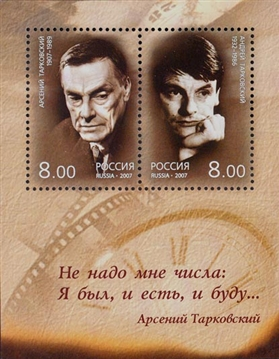 АРСЕНИЙ ТАРКОВСКИЙ
1907-1989
АНДРЕЙ ТАРКОВСКИЙ
1932-1986
8.00
РОССИЯ
RUSSIA • 2007
РОССИЯ
RUSSIA • 2007
8.00
Не надо мне числа:
Я был, и есть, и буду...
Арсений Тарковский